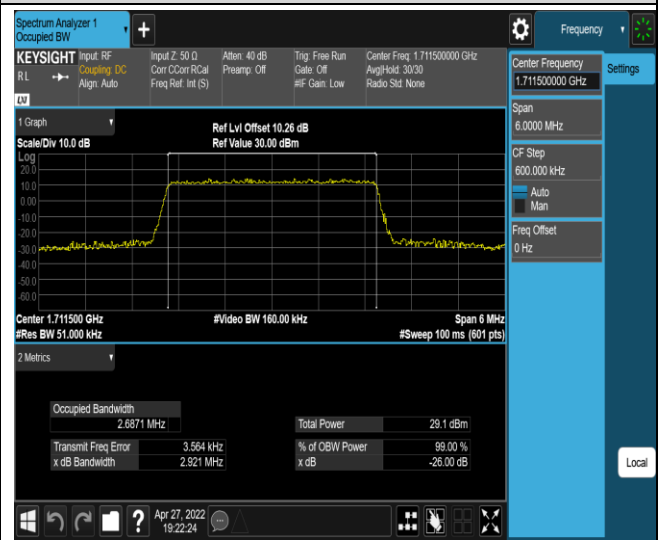 Spectrum Analyzer 1
Occupied BW
Frequency
KEYSIGHT
RL
LXI
Input: RF
Coupling: DC
Align: Auto
Input Z: 50 Ω
Corr CCorr RCal
Freq Ref: Int (S)
Atten: 40 dB
Preamp: Off
Trig: Free Run
Gate: Off
#IF Gain: Low
Center Freq: 1.711500000 GHz
Avg|Hold: 30/30
Radio Std: None
Center Frequency
1.711500000 GHz
Settings
Span
6.0000 MHz
CF Step
600.000 kHz
Auto
Man
Freq Offset
0 Hz
1 Graph
Scale/Div 10.0 dB
Ref Lvl Offset 10.26 dB
Ref Value 30.00 dBm
Log
20.0
10.0
0.00
-10.0
-20.0
-30.0
-40.0
-50.0
-60.0
Center 1.711500 GHz
#Video BW 160.00 kHz
Span 6 MHz
#Res BW 51.000 kHz
#Sweep 100 ms (601 pts)
2 Metrics
Occupied Bandwidth
2.6871 MHz
Total Power 29.1 dBm
Transmit Freq Error 3.564 kHz
% of OBW Power 99.00 %
x dB Bandwidth 2.921 MHz
x dB -26.00 dB
Local
?
Apr 27, 2022
19:22:24